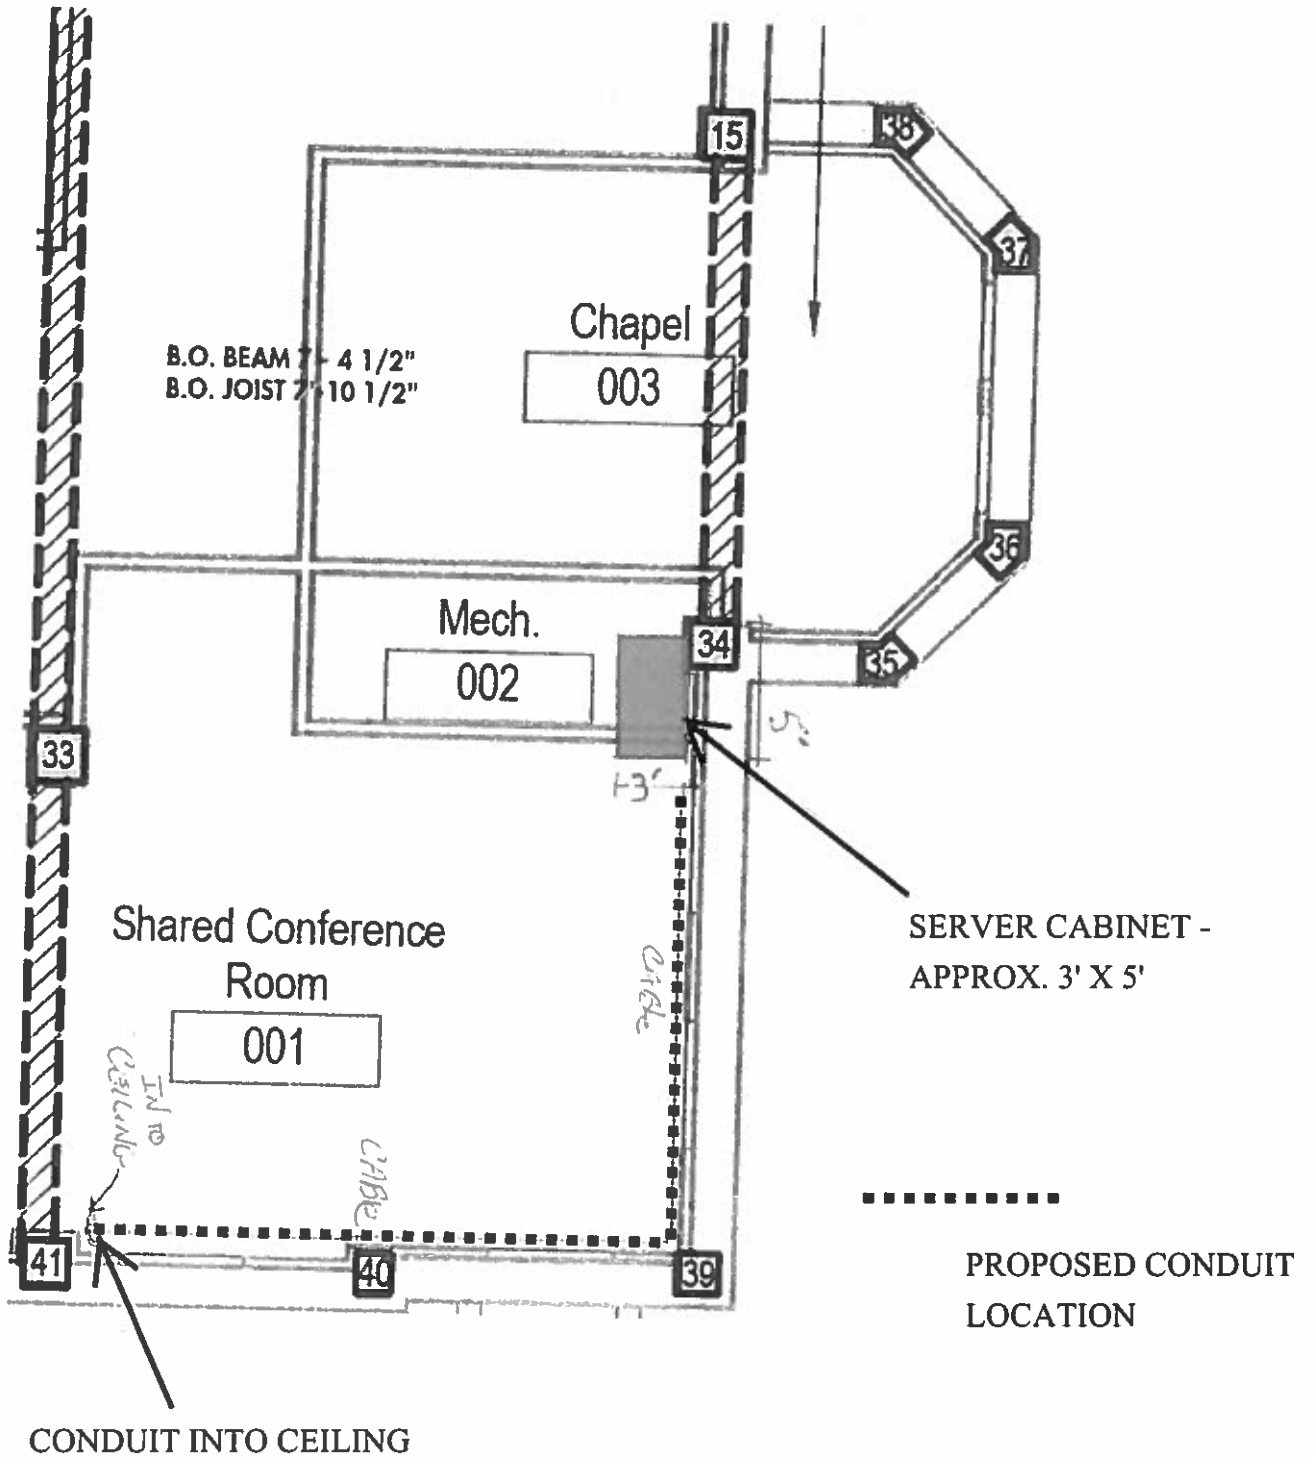 15
38
37
Chapel
003
B.O. BEAM 7'- 4 1/2"
B.O. JOIST 7'-10 1/2"
36
Mech.
002
34
35
5'
33
3'
SERVER CABINET -
APPROX. 3' X 5'
Shared Conference
Room
001
CABLE
IN TO
CEILING
CABLE
41
40
39
PROPOSED CONDUIT
LOCATION
CONDUIT INTO CEILING